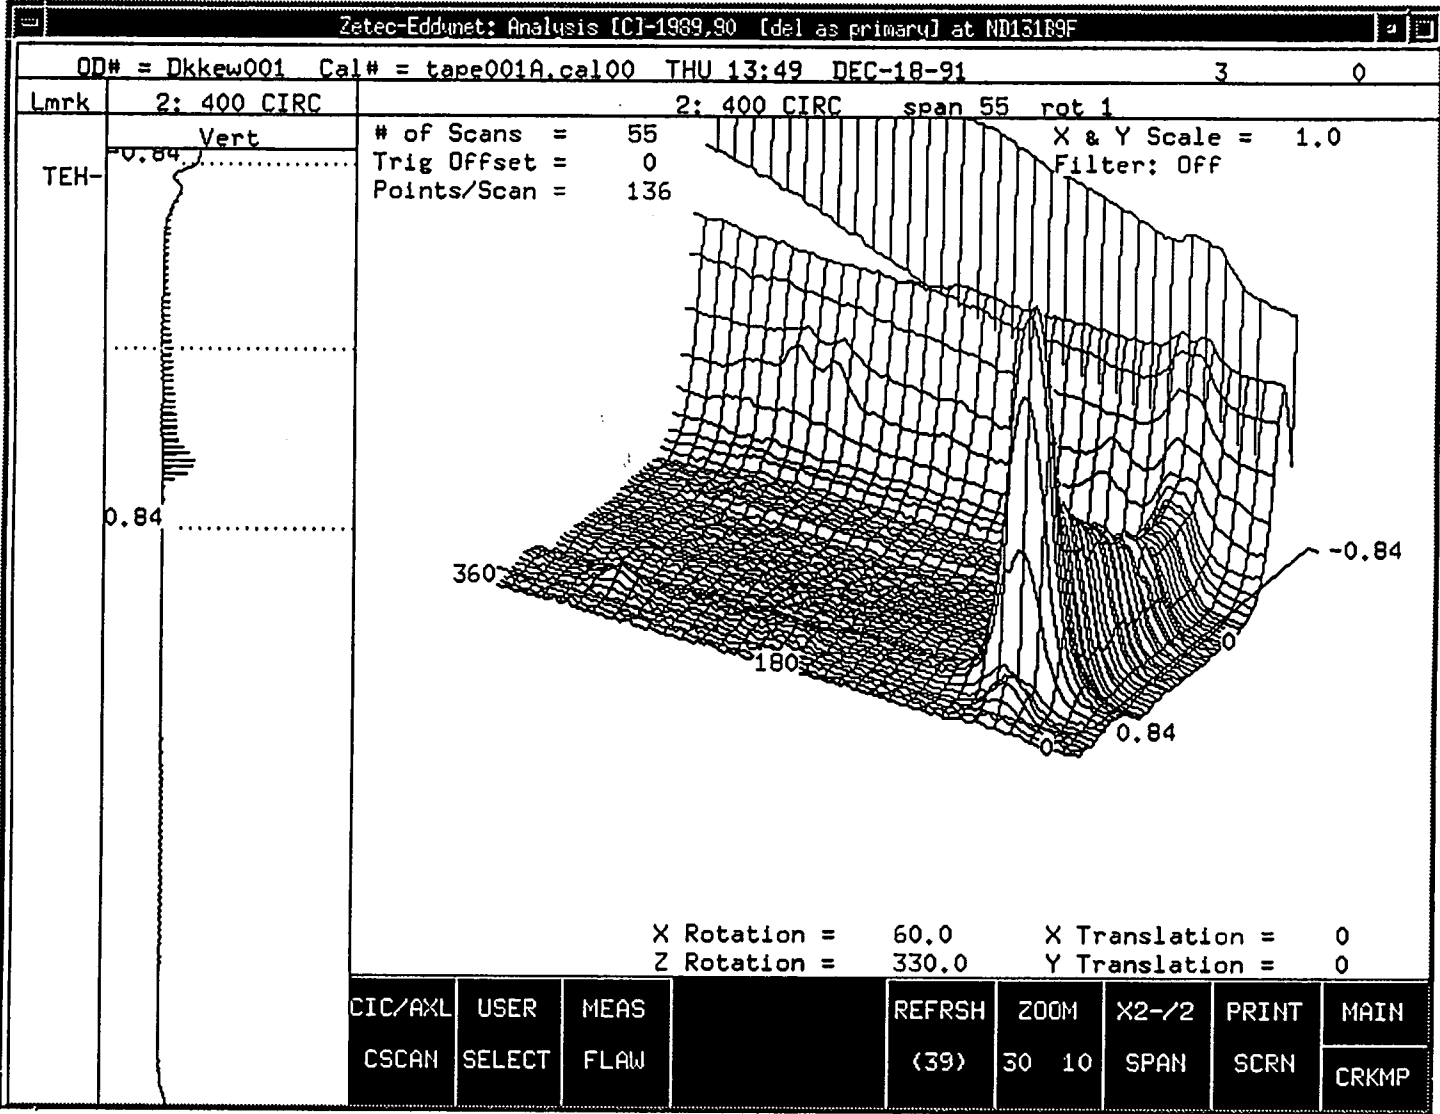 Zetec-Eddynet: Analysis [C]-1989,90 [del as primary] at ND131B9F
OD# = Dkkew001 Cal# = tape001A.cal00 THU 13:49 DEC-18-91 3 0
Lmrk 2: 400 CIRC 2: 400 CIRC span 55 rot 1
Vert
-0.84
TEH-
0.84
# of Scans = 55
Trig Offset = 0
Points/Scan = 136
X & Y Scale = 1.0
Filter: Off
-0.84
360
0
180
0.84
0
X Rotation = 60.0 X Translation = 0
Z Rotation = 330.0 Y Translation = 0
CIC/AXL USER MEAS REFRSH ZOOM X2-/2 PRINT MAIN
CSCAN SELECT FLAW (39) 30 10 SPAN SCRN CRKMP